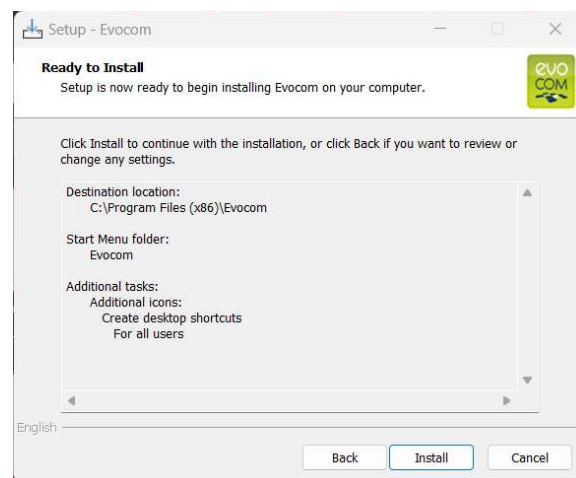 Setup - Evocom
Ready to Install
Setup is now ready to begin installing Evocom on your computer.
evo
COM
Click Install to continue with the installation, or click Back if you want to review or
change any settings.
Destination location:
C:\Program Files (x86)\Evocom
Start Menu folder:
Evocom
Additional tasks:
Additional icons:
Create desktop shortcuts
For all users
English
Back Install Cancel